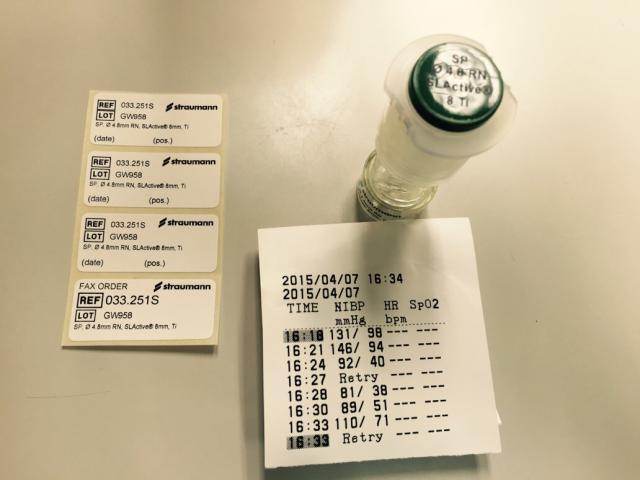 REF 033.251S straumann
LOT GW958
SP, Ø 4.8mm RN, SLActive® 8mm, Ti
(date) (pos.)
REF 033.251S straumann
LOT GW958
SP, Ø 4.8mm RN, SLActive® 8mm, Ti
(date) (pos.)
REF 033.251S straumann
LOT GW958
SP, Ø 4.8mm RN, SLActive® 8mm, Ti
(date) (pos.)
FAX ORDER straumann
REF 033.251S
LOT GW958
SP, Ø 4.8mm RN, SLActive® 8mm, Ti
SP
Ø 4.8 RN
SLActive®
8 Ti
2015/04/07 16:34
2015/04/07
TIME NIBP HR SpO2
mmHg bpm
16:18 131/ 98 --- ---
16:21 146/ 94 --- ---
16:24 92/ 40 --- ---
16:27 Retry
16:28 81/ 38 --- ---
16:30 89/ 51 --- ---
16:33 110/ 71 --- ---
16:33 Retry --- ---